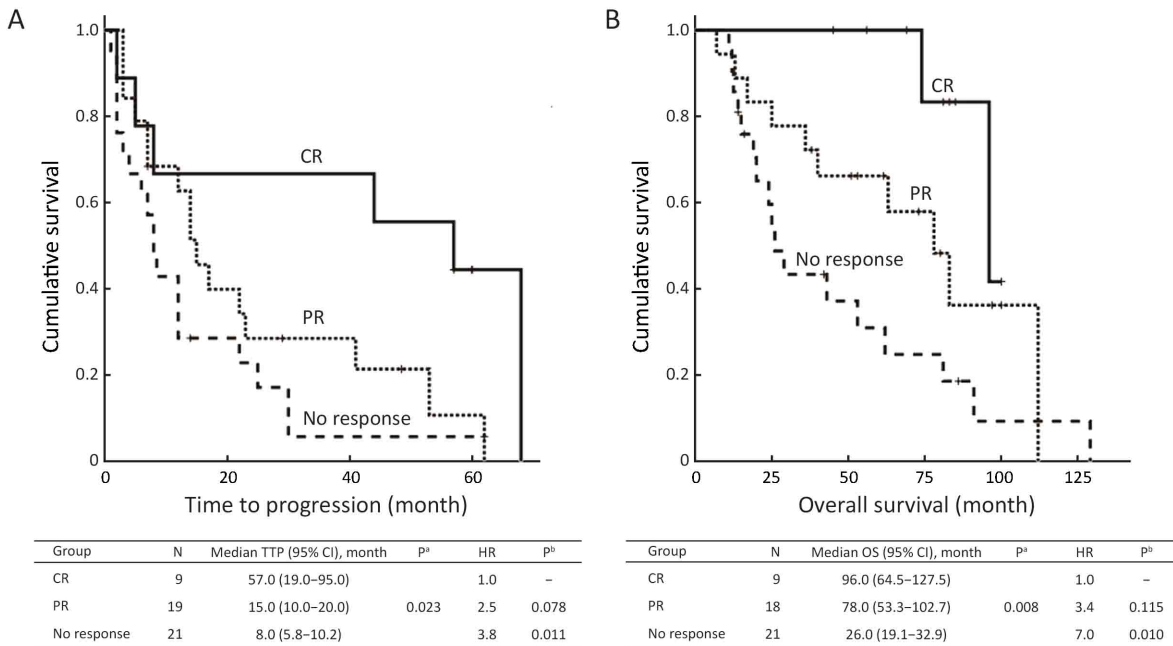 A
1.0
0.8
0.6
0.4
0.2
0
Cumulative survival
CR
PR
No response
0 20 40 60
Time to progression (month)
Group N Median TTP (95% CI), month Pᵃ HR Pᵇ
CR 9 57.0 (19.0–95.0) 1.0 –
PR 19 15.0 (10.0–20.0) 0.023 2.5 0.078
No response 21 8.0 (5.8–10.2) 3.8 0.011
B
1.0
0.8
0.6
0.4
0.2
0
Cumulative survival
CR
PR
No response
0 25 50 75 100 125
Overall survival (month)
Group N Median OS (95% CI), month Pᵃ HR Pᵇ
CR 9 96.0 (64.5–127.5) 1.0 –
PR 18 78.0 (53.3–102.7) 0.008 3.4 0.115
No response 21 26.0 (19.1–32.9) 7.0 0.010